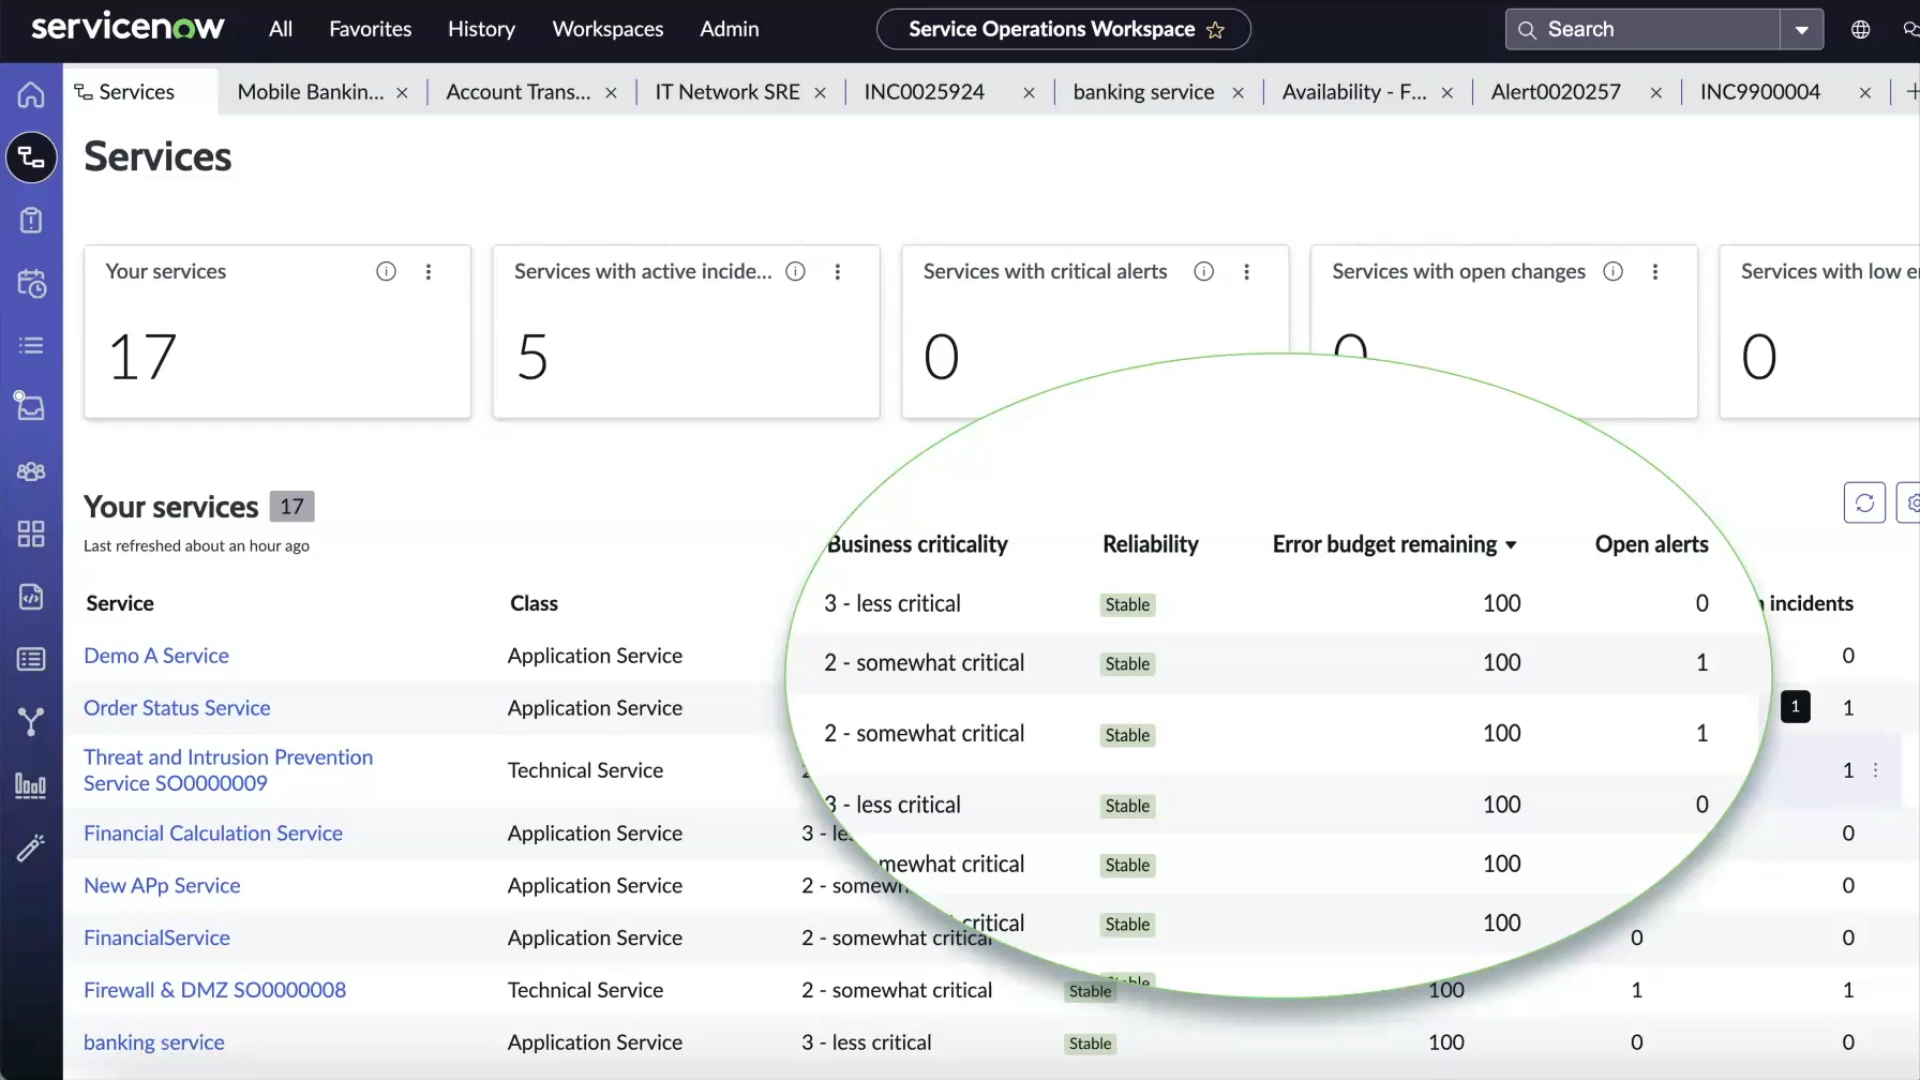 servicenow All Favorites History Workspaces Admin Service Operations Workspace Search
Services Mobile Bankin... Account Trans... IT Network SRE INC0025924 banking service Availability - F... Alert0020257 INC9900004
Services
Your services Services with active incide... Services with critical alerts Services with open changes Services with low e
17 5 0 0 0
Your services 17
Last refreshed about an hour ago
Business criticality Reliability Error budget remaining Open alerts
Service Class 3 - less critical Stable 100 0 incidents
Demo A Service Application Service 2 - somewhat critical Stable 100 1 0
Order Status Service Application Service 2 - somewhat critical Stable 100 1 1 1
Threat and Intrusion Prevention
Service SO0000009 Technical Service 3 - less critical Stable 100 0 1
Financial Calculation Service Application Service 3 - le 0
mewhat critical Stable 100
New APp Service Application Service 2 - somew 0
critical Stable 100
FinancialService Application Service 2 - somewhat critical 0 0
Firewall & DMZ SO0000008 Technical Service 2 - somewhat critical Stable 100 1 1
banking service Application Service 3 - less critical Stable 100 0 0